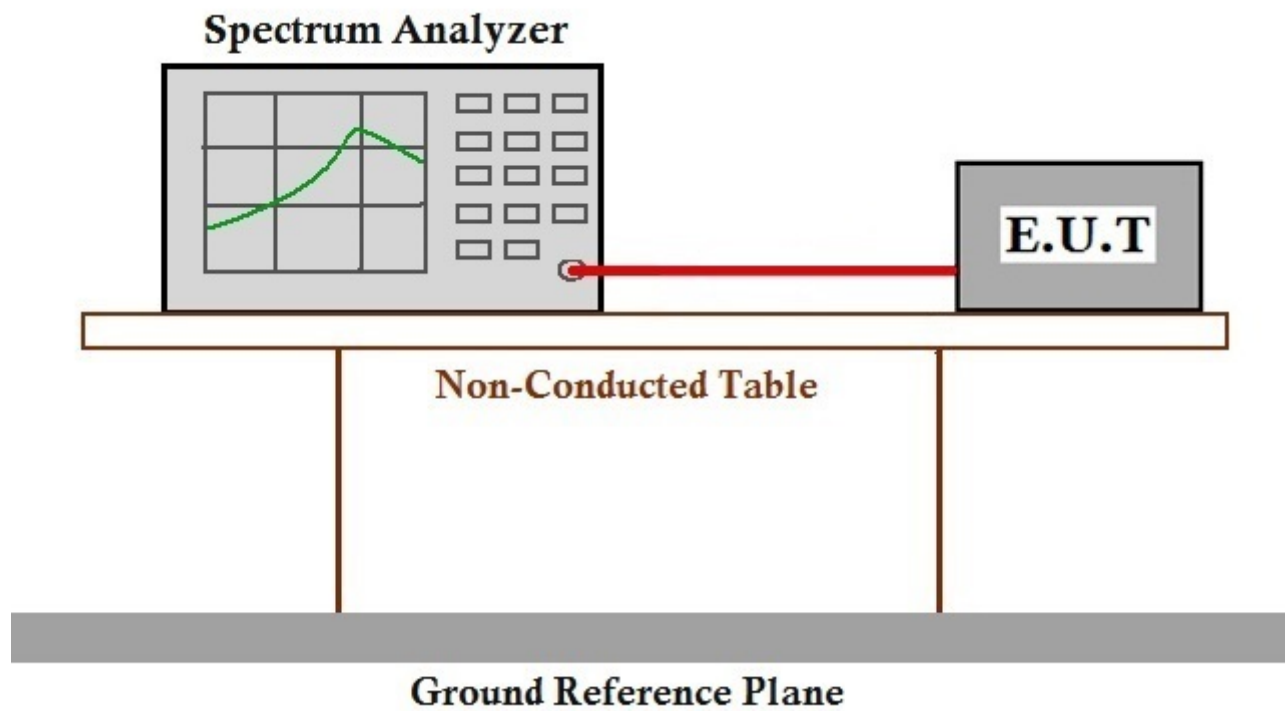 Spectrum Analyzer
E.U.T
Non-Conducted Table
Ground Reference Plane